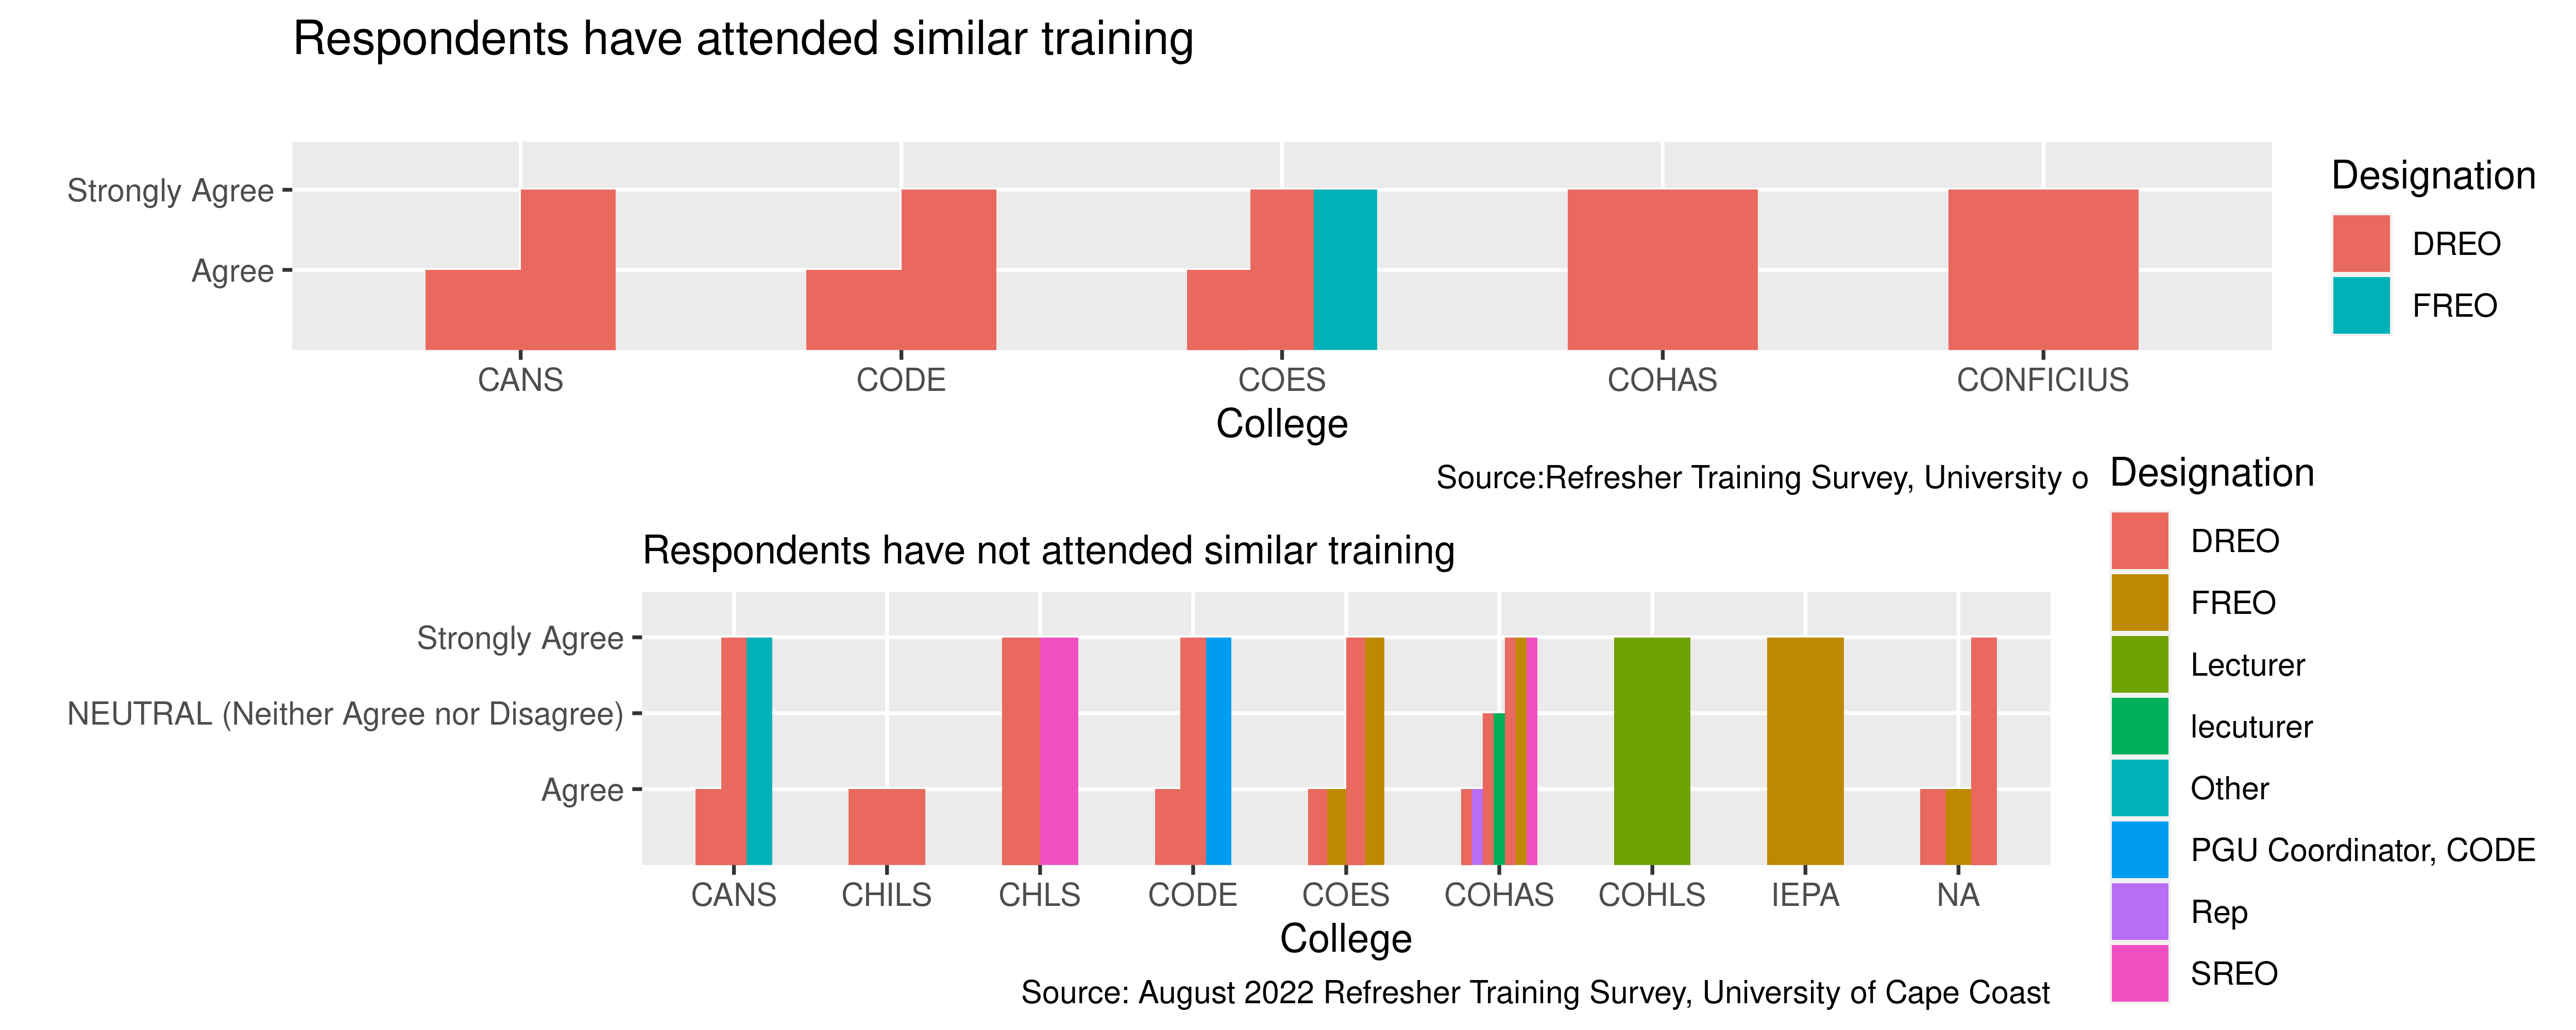 Respondents have attended similar training
Strongly Agree
Agree
CANS CODE COES COHAS CONFICIUS
College
Source:Refresher Training Survey, University o
Designation
DREO
FREO
Respondents have not attended similar training
Strongly Agree
NEUTRAL (Neither Agree nor Disagree)
Agree
CANS CHILS CHLS CODE COES COHAS COHLS IEPA NA
College
Source: August 2022 Refresher Training Survey, University of Cape Coast
Designation
DREO
FREO
Lecturer
lecuturer
Other
PGU Coordinator, CODE
Rep
SREO